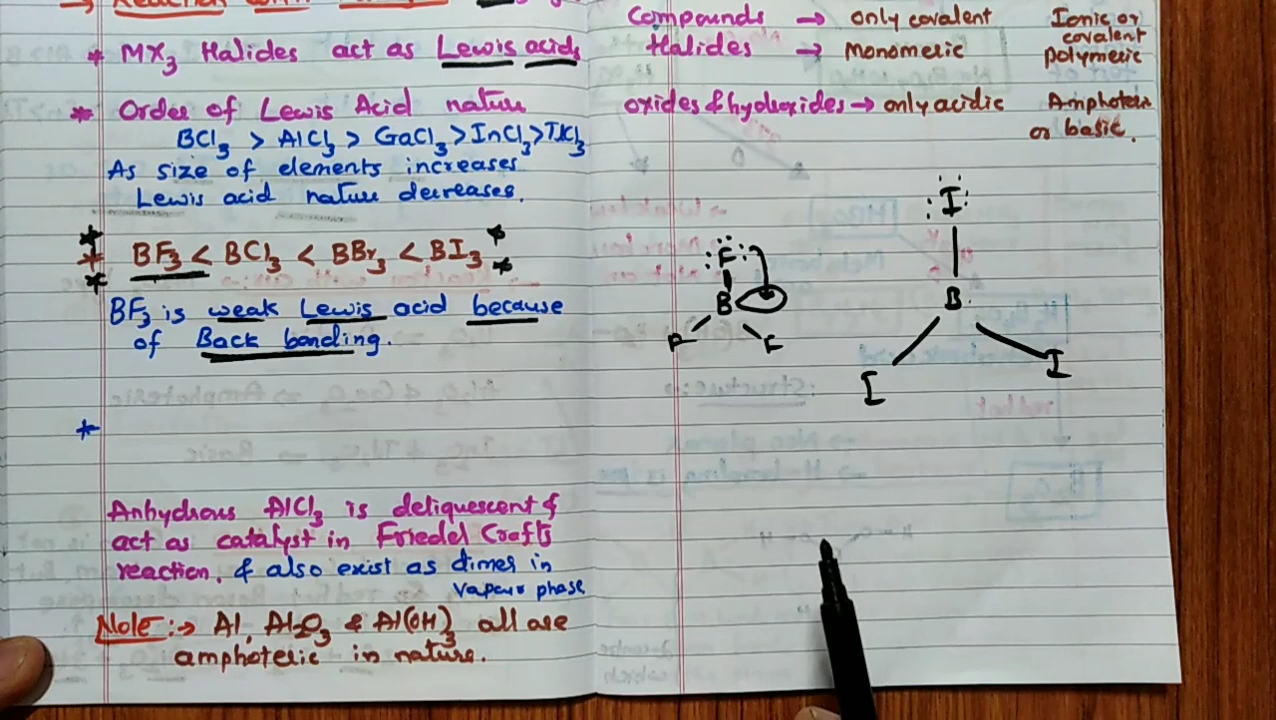 * MX3 Halides act as Lewis acids
* Order of Lewis Acid nature
BCl3 > AlCl3 > GaCl3 > InCl3 > TlCl3
As size of elements increases
Lewis acid nature decreases.
* BF3 < BCl3 < BBr3 < BI3 *
BF3 is weak Lewis acid because
of Back bonding.
*
Anhydrous AlCl3 is deliquescent &
act as catalyst in Friedel Crafts
reaction. & also exist as dimes in
vapour phase
Note:→ Al, Al2O3 & Al(OH)3 all are
amphoteric in nature.
Compounds → only covalent Ionic or
covalent
Halides → monomeric polymeric
oxides & hydroxides → only acidic Amphoteric
or basic.
F
B
F F
I
B
I I